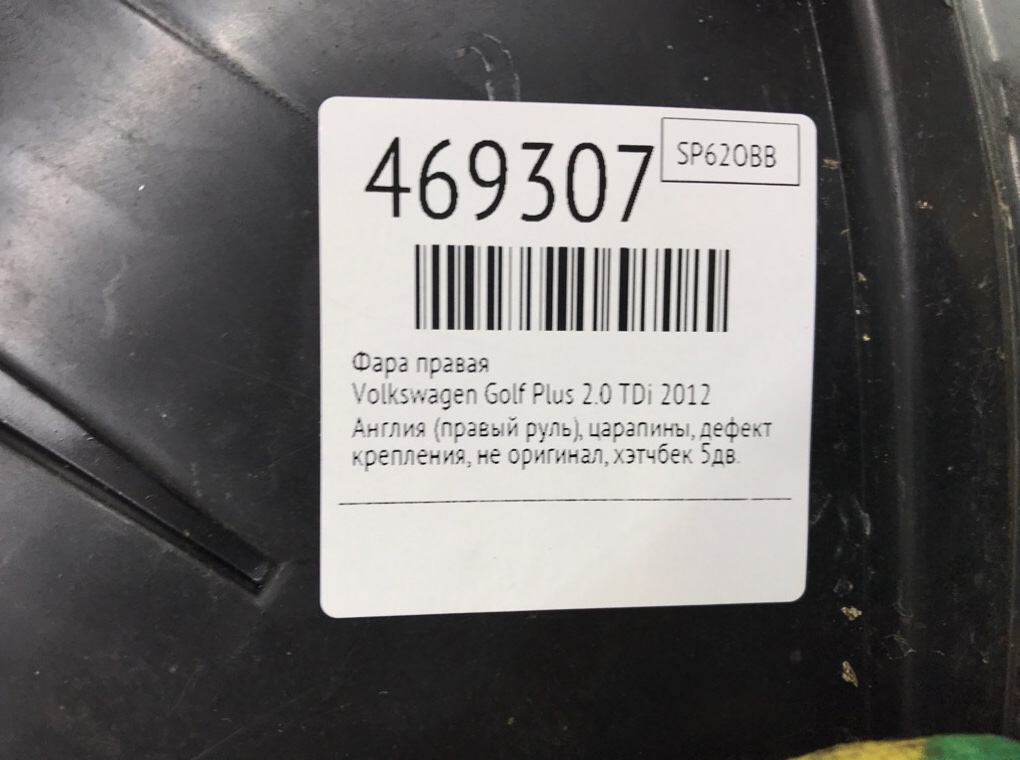 469307
SP620BB
Фара правая
Volkswagen Golf Plus 2.0 TDi 2012
Англия (правый руль), царапины, дефект
крепления, не оригинал, хэтчбек 5дв.